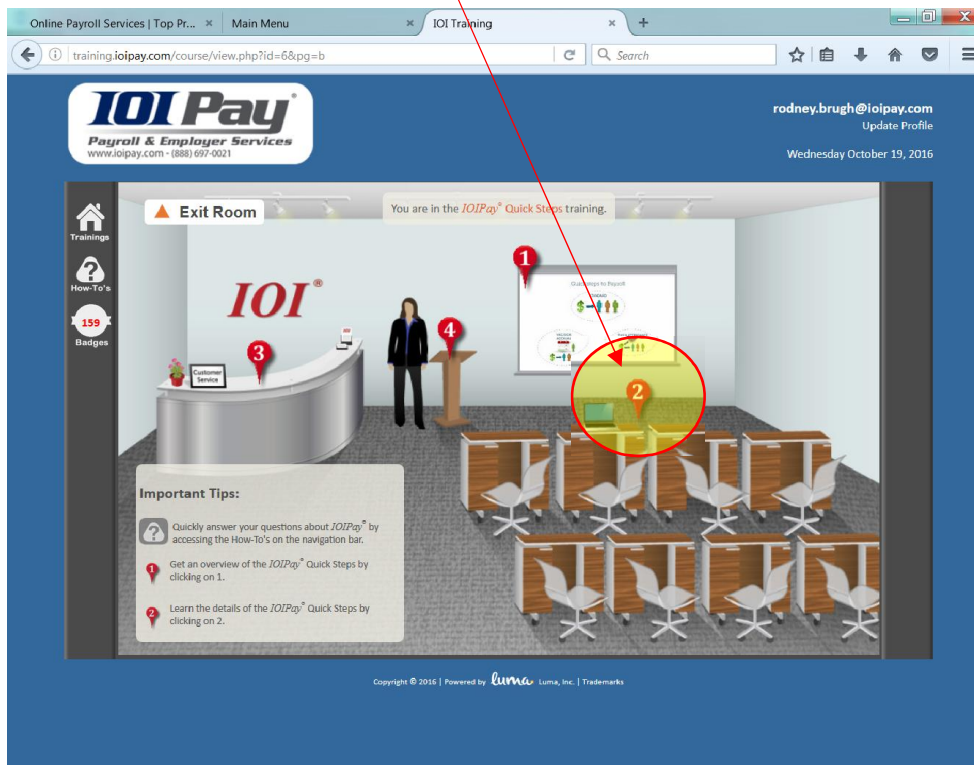 Online Payroll Services | Top Pr...
Main Menu
IOI Training
training.ioipay.com/course/view.php?id=6&pg=b
Search
IOI Pay®
Payroll & Employer Services
www.ioipay.com - (888) 697-0021
rodney.brugh@ioipay.com
Update Profile
Wednesday October 19, 2016
Trainings
How-To's
159
Badges
Exit Room
You are in the IOIPay® Quick Steps training.
IOI®
1
Quick Steps to Payroll
2
3
4
Customer
Service
Important Tips:
Quickly answer your questions about IOIPay® by
accessing the How-To's on the navigation bar.
1 Get an overview of the IOIPay® Quick Steps by
clicking on 1.
2 Learn the details of the IOIPay® Quick Steps by
clicking on 2.
Copyright © 2016 | Powered by luma Luma, Inc. | Trademarks